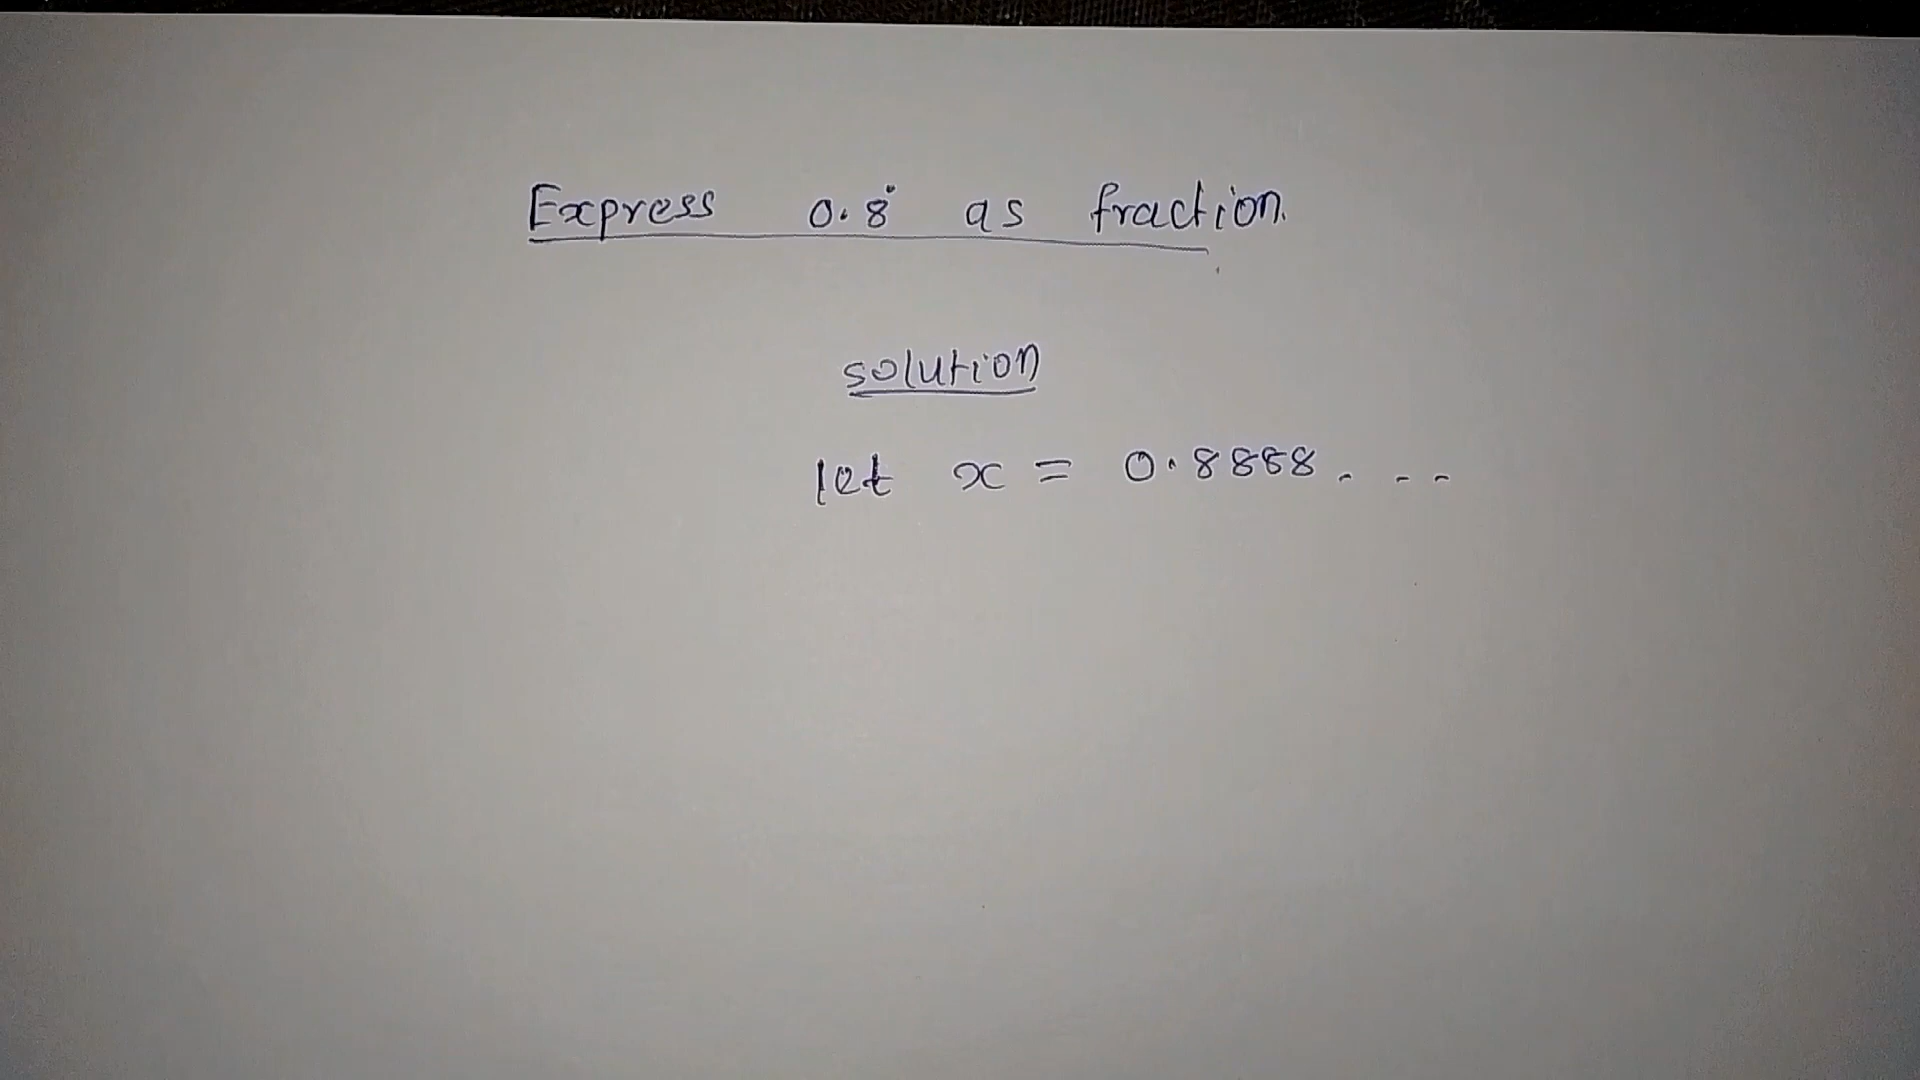 Express 0.8̇ as fraction.
solution
let x = 0.8888. ...